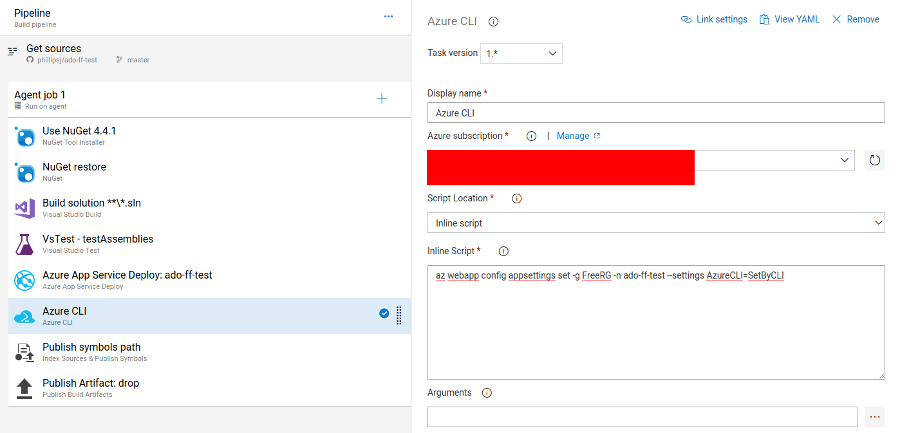 Pipeline
Build pipeline
...
Get sources
phillipsj/ado-ff-test master
Agent job 1
Run on agent
Use NuGet 4.4.1
NuGet Tool Installer
NuGet restore
NuGet
Build solution **\*.sln
Visual Studio Build
VsTest - testAssemblies
Visual Studio Test
Azure App Service Deploy: ado-ff-test
Azure App Service Deploy
Azure CLI
Azure CLI
Publish symbols path
Index Sources & Publish Symbols
Publish Artifact: drop
Publish Build Artifacts
Azure CLI
Link settings View YAML Remove
Task version 1.*
Display name *
Azure CLI
Azure subscription * | Manage
Script Location *
Inline script
Inline Script *
az webapp config appsettings set -g FreeRG -n ado-ff-test --settings AzureCLI=SetByCLI
Arguments
...